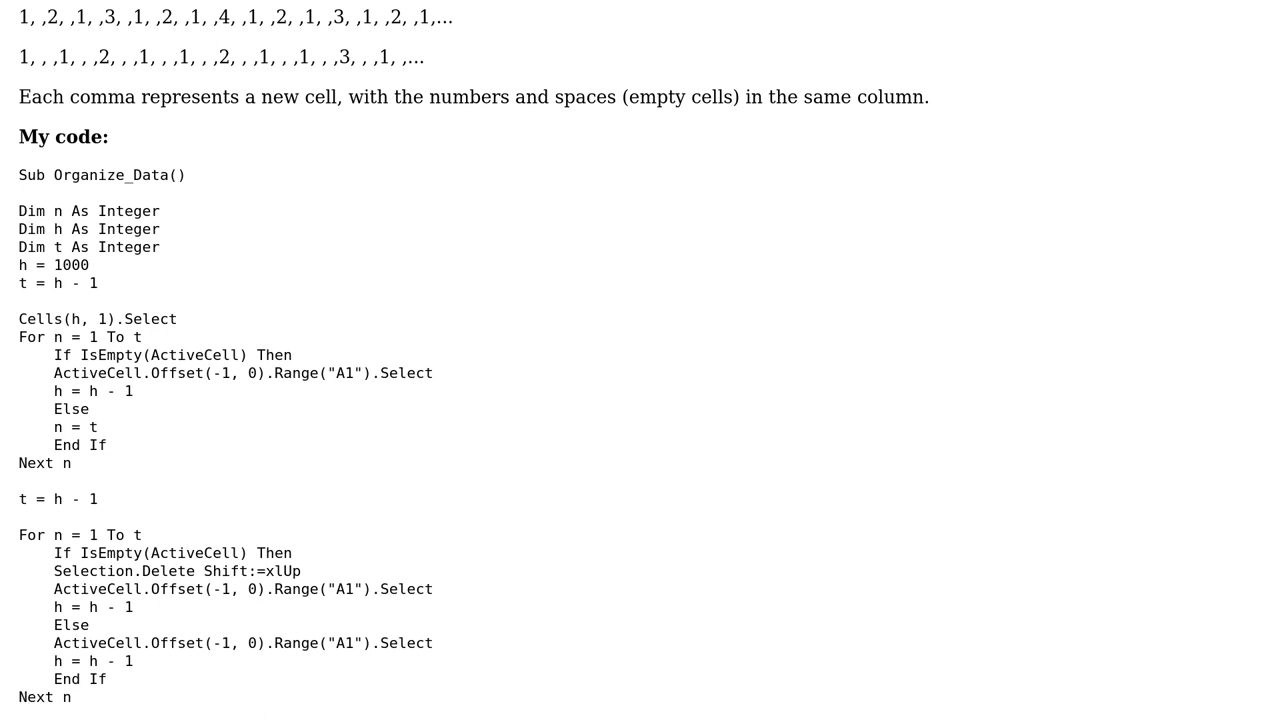 1, ,2, ,1, ,3, ,1, ,2, ,1, ,4, ,1, ,2, ,1, ,3, ,1, ,2, ,1,...
1, , ,1, , ,2, , ,1, , ,1, , ,2, , ,1, , ,1, , ,3, , ,1, ,...
Each comma represents a new cell, with the numbers and spaces (empty cells) in the same column.
My code:
Sub Organize_Data()
Dim n As Integer
Dim h As Integer
Dim t As Integer
h = 1000
t = h - 1
Cells(h, 1).Select
For n = 1 To t
    If IsEmpty(ActiveCell) Then
    ActiveCell.Offset(-1, 0).Range("A1").Select
    h = h - 1
    Else
    n = t
    End If
Next n
t = h - 1
For n = 1 To t
    If IsEmpty(ActiveCell) Then
    Selection.Delete Shift:=xlUp
    ActiveCell.Offset(-1, 0).Range("A1").Select
    h = h - 1
    Else
    ActiveCell.Offset(-1, 0).Range("A1").Select
    h = h - 1
    End If
Next n